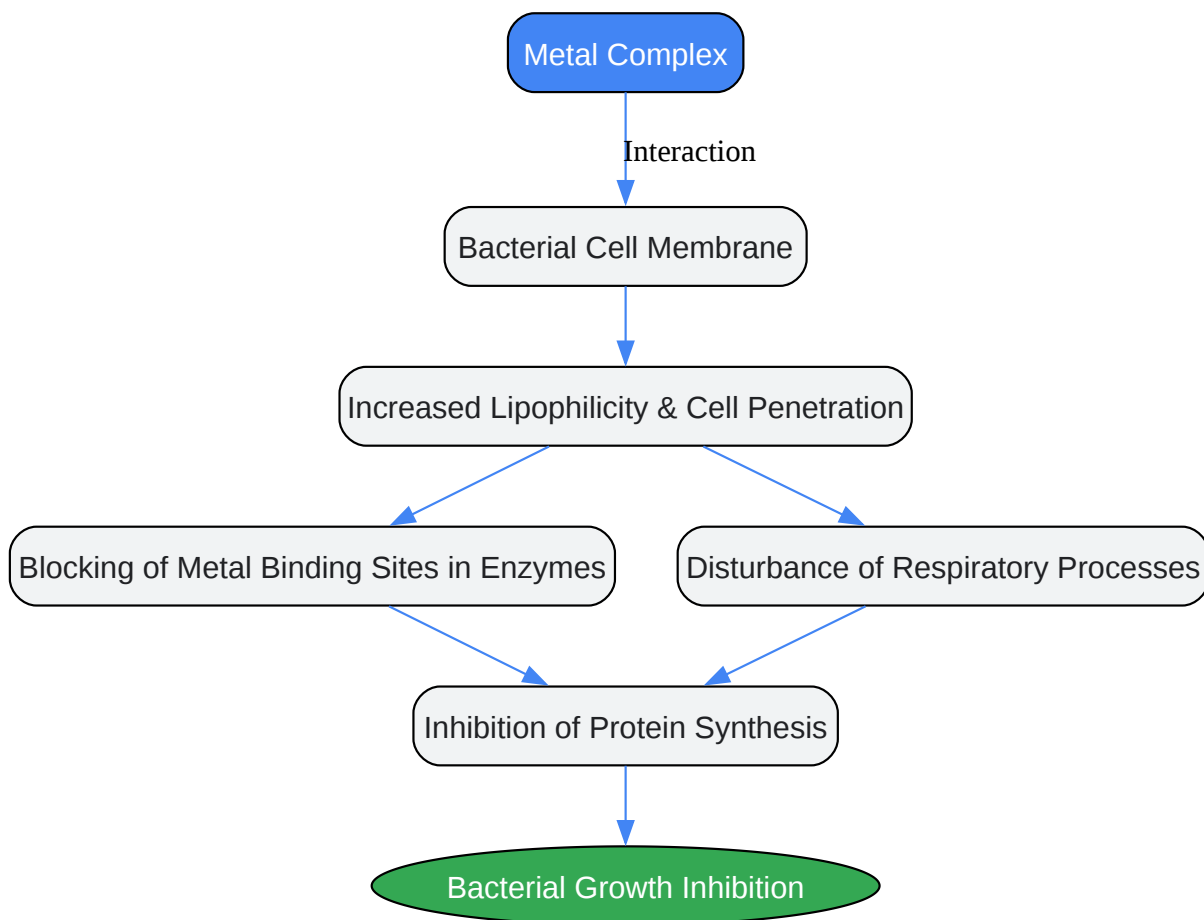 Metal Complex
Interaction
Bacterial Cell Membrane
Increased Lipophilicity & Cell Penetration
Blocking of Metal Binding Sites in Enzymes
Disturbance of Respiratory Processes
Inhibition of Protein Synthesis
Bacterial Growth Inhibition